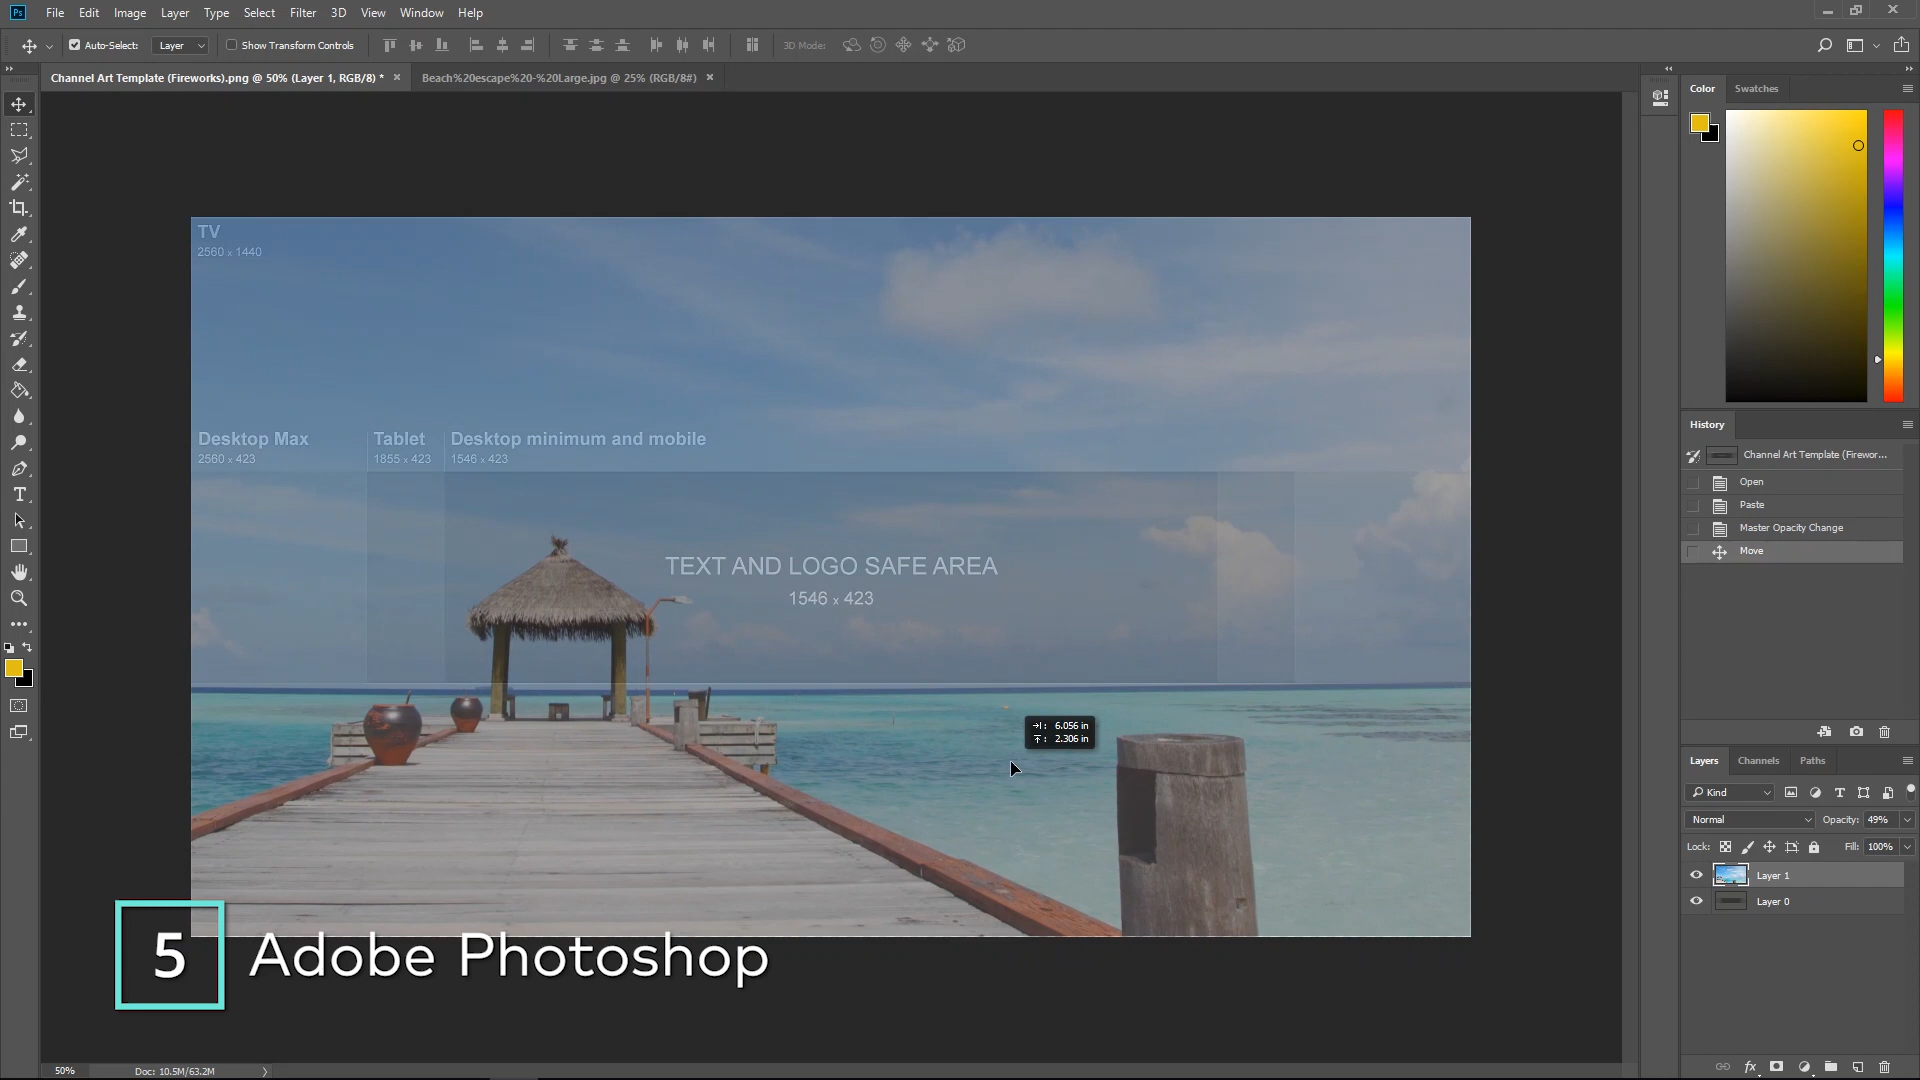 Ps File Edit Image Layer Type Select Filter 3D View Window Help
Auto-Select: Layer Show Transform Controls 3D Mode:
Channel Art Template (Fireworks).png @ 50% (Layer 1, RGB/8) * Beach%20escape%20-%20Large.jpg @ 25% (RGB/8#)
Color Swatches
TV
2560 x 1440
Desktop Max Tablet Desktop minimum and mobile
2560 x 423 1855 x 423 1546 x 423
TEXT AND LOGO SAFE AREA
1546 x 423
6.056 in
2.306 in
History
Channel Art Template (Firewor...
Open
Paste
Master Opacity Change
Move
Layers Channels Paths
Kind
Normal Opacity: 49%
Lock: Fill: 100%
Layer 1
Layer 0
5 Adobe Photoshop
50% Doc: 10.5M/63.2M